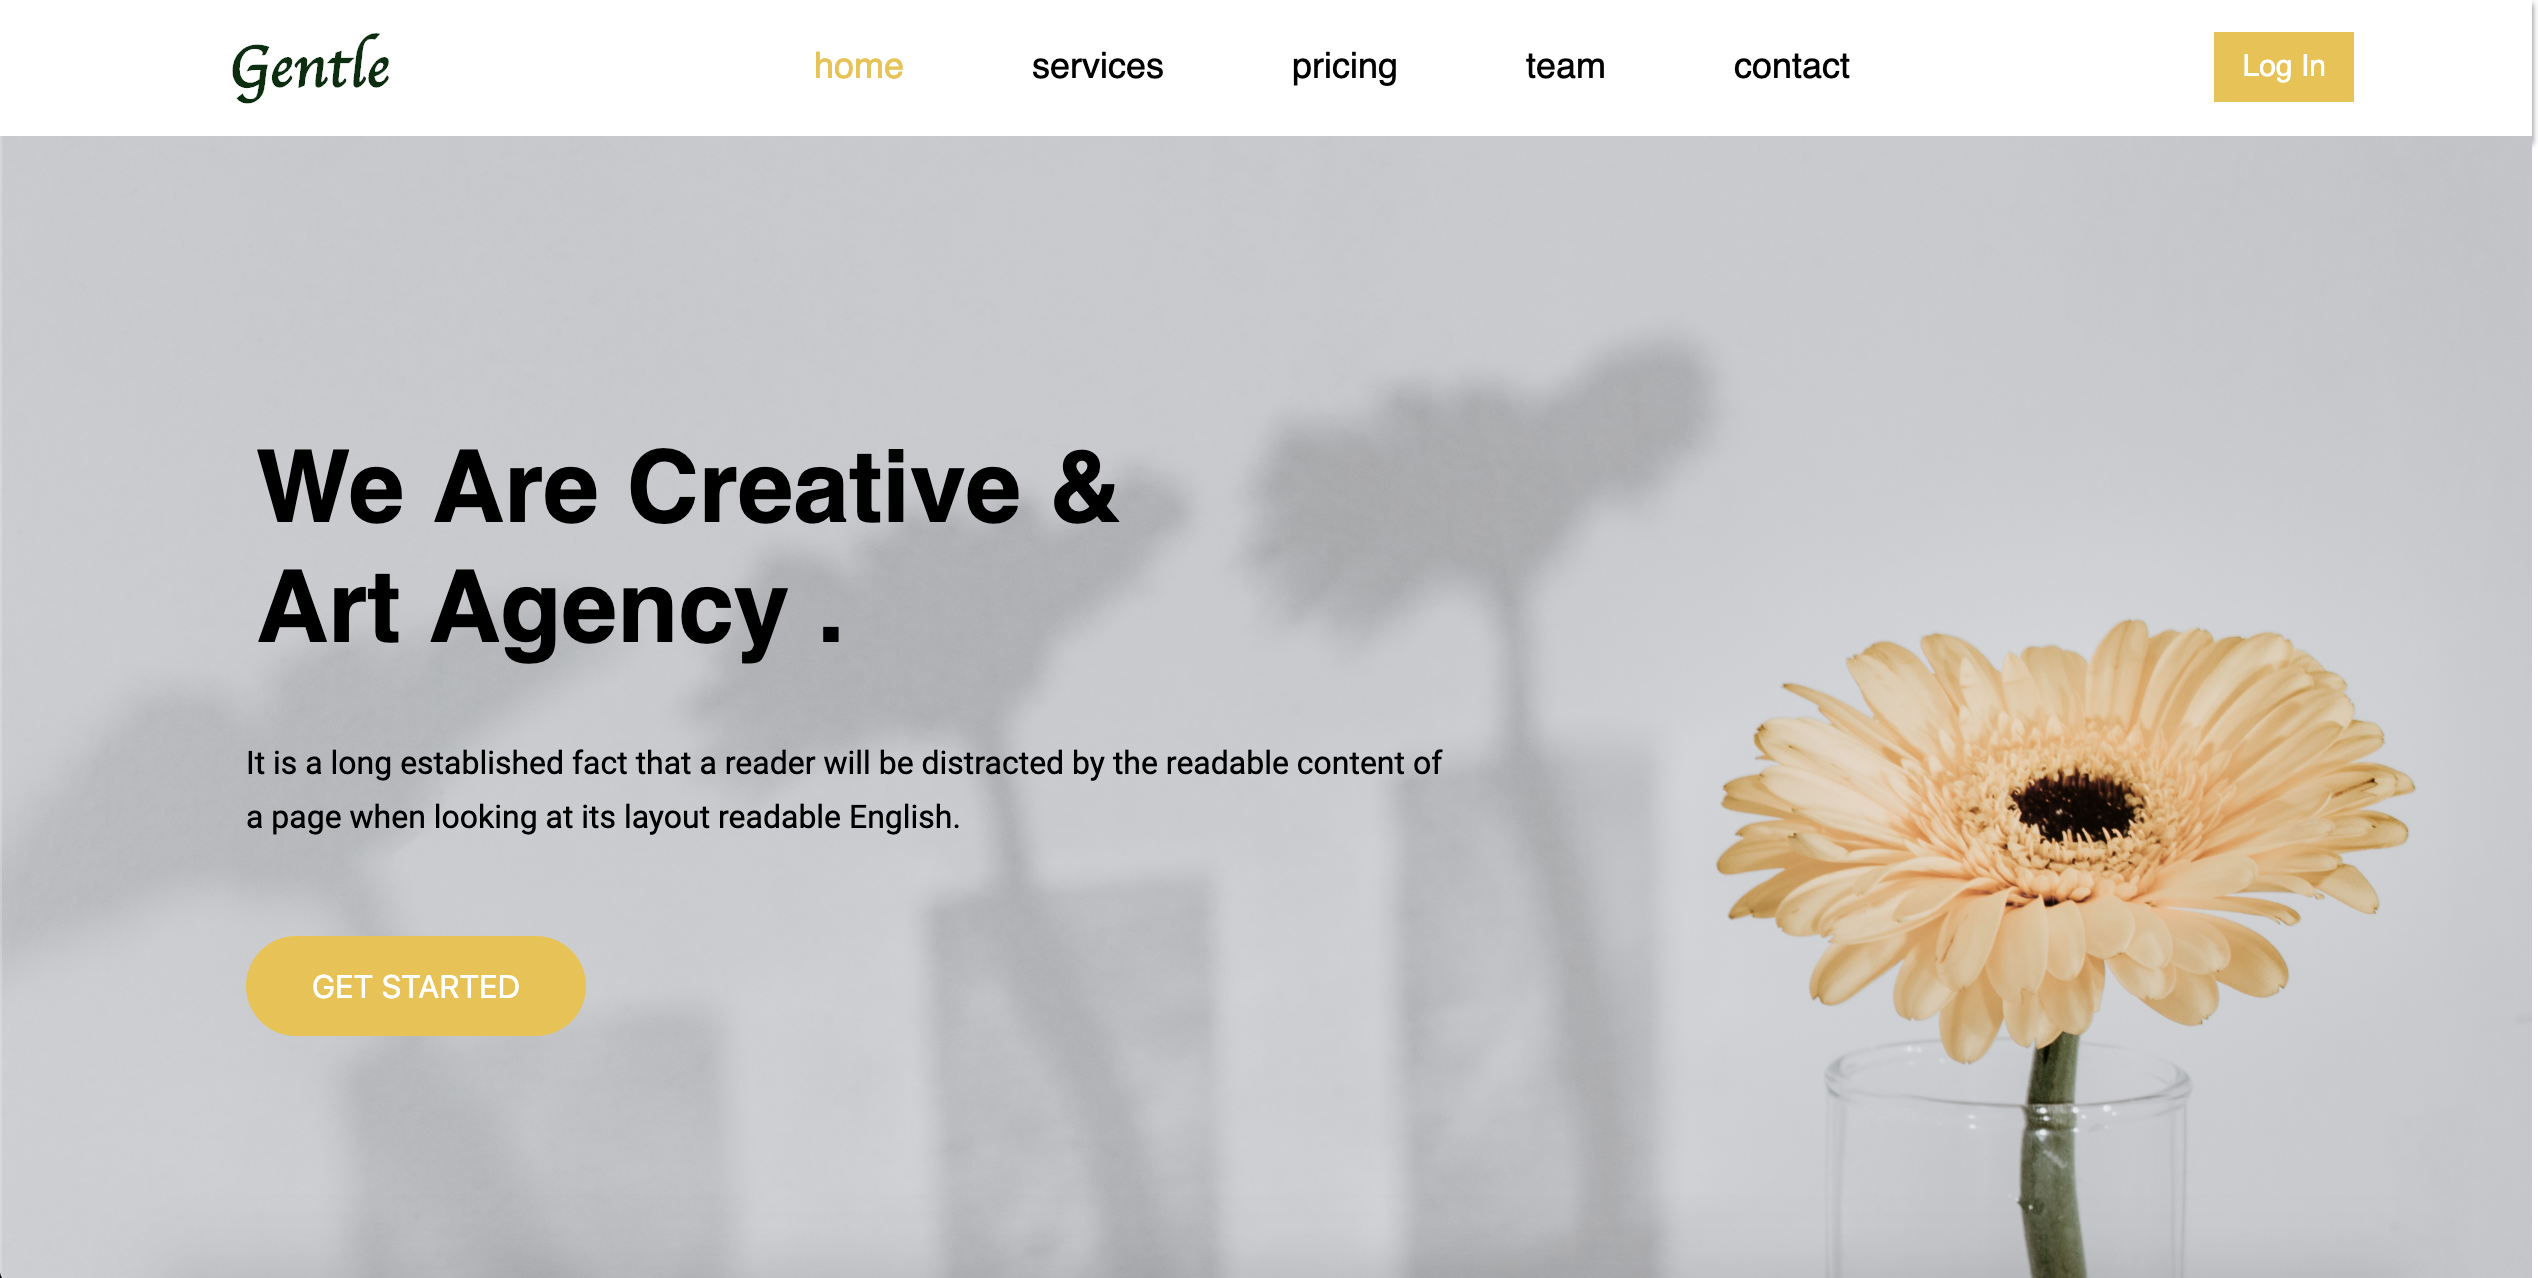 Gentle
home services pricing team contact
Log In
We Are Creative &
Art Agency .
It is a long established fact that a reader will be distracted by the readable content of
a page when looking at its layout readable English.
GET STARTED